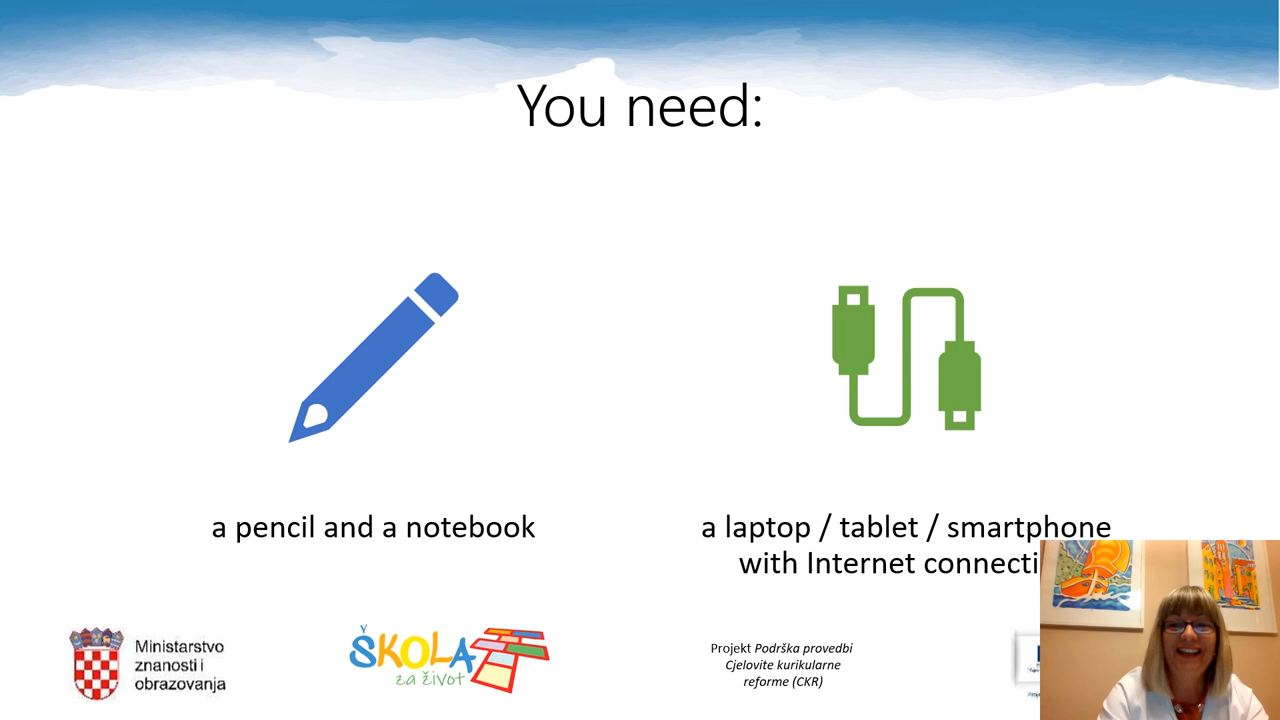 You need:
a pencil and a notebook
a laptop / tablet / smartphone
with Internet
Ministarstvo
znanosti i
obrazovanja
ŠKOLA
za život
Projekt Podrška provedbi
Cjelovite kurikularne
reforme (CKR)